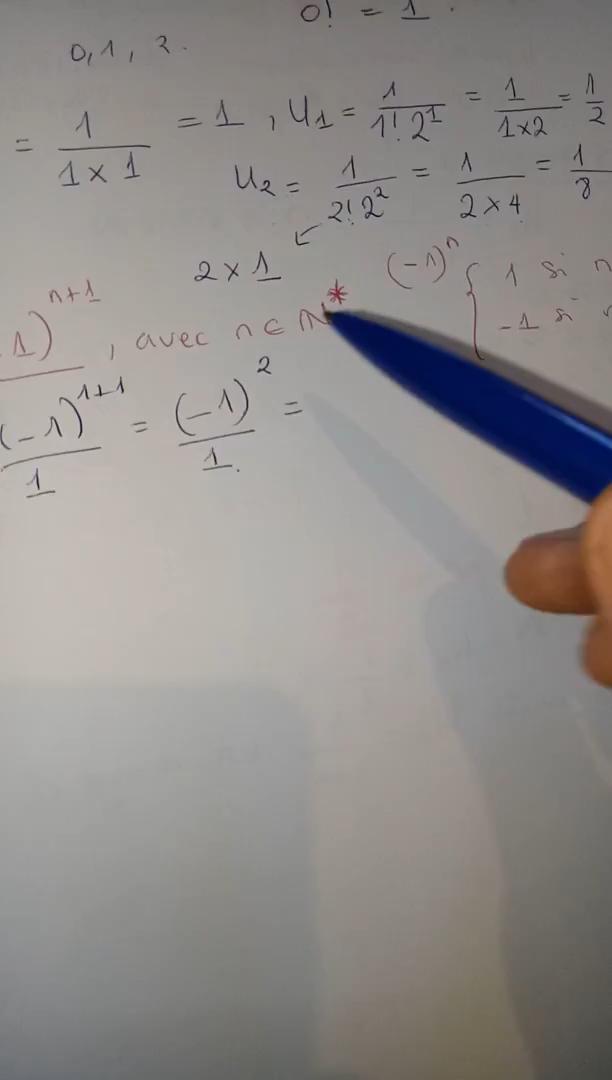 0! = 1.
0, 1, 2.
= 1/(1 × 1) = 1, U1 = 1/(1! 2^1) = 1/(1×2) = 1/2
U2 = 1/(2! 2^2) = 1/(2 × 4) = 1/8
2 × 1
(-1)^n { 1 si n
-1 si
1)^(n+1), avec n ∈ N*
(-1)^(1+1)/1 = (-1)^2/1. =